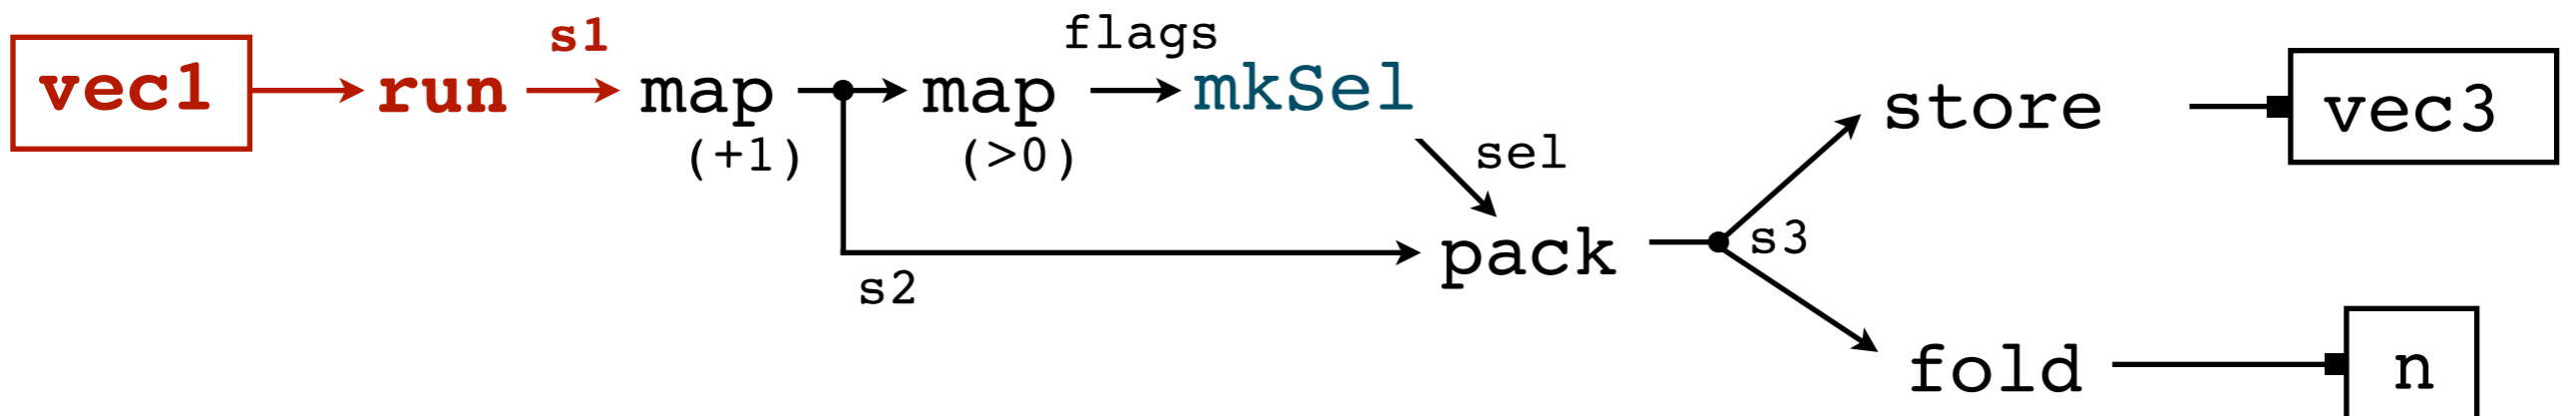 s1 flags
vec1 run map map mkSel store vec3
(+1) (>0) sel
s2 pack s3
fold n